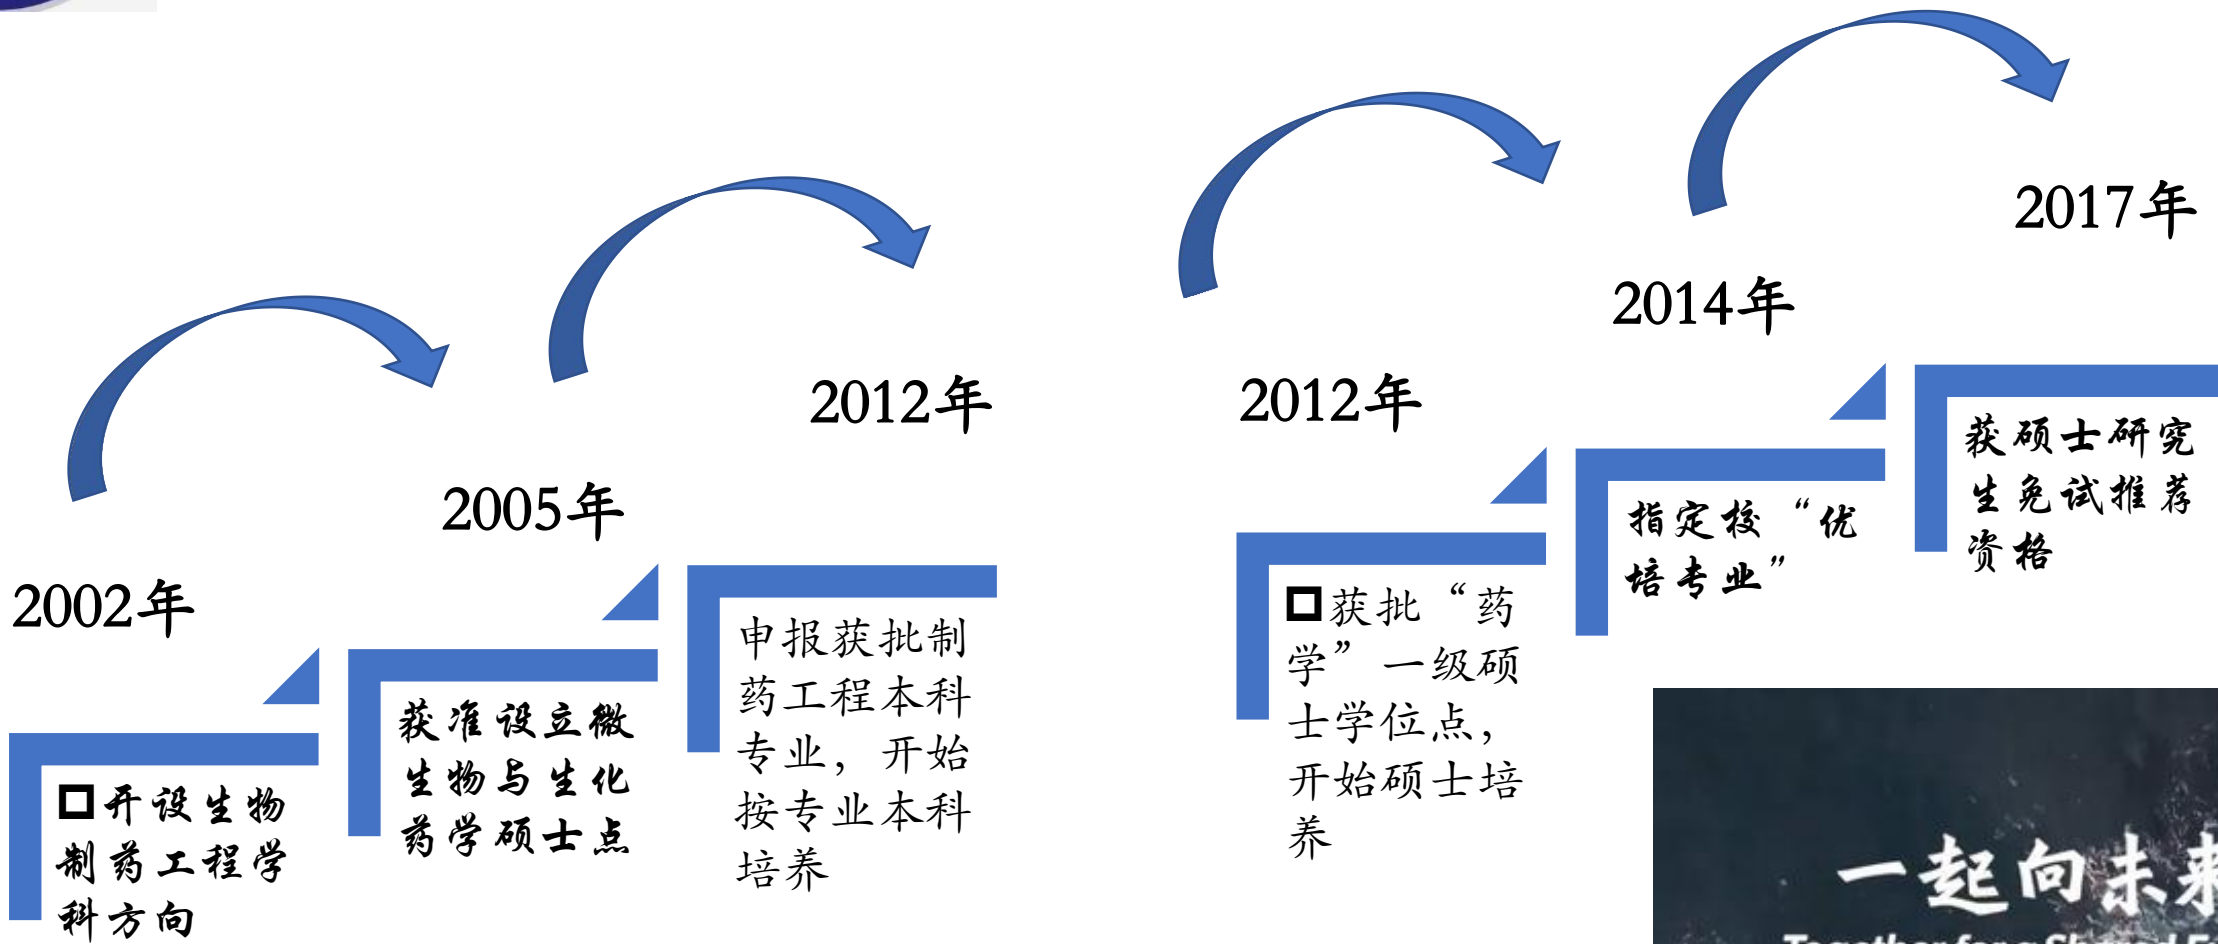 2002年
开设生物
制药工程学
科方向
2005年
获准设立微
生物与生化
药学硕士点
2012年
申报获批制
药工程本科
专业，开始
按专业本科
培养
2012年
获批“药
学”一级硕
士学位点，
开始硕士培
养
2014年
指定校“优
培专业”
2017年
获硕士研究
生免试推荐
资格
一起向未来
Together for a Shared